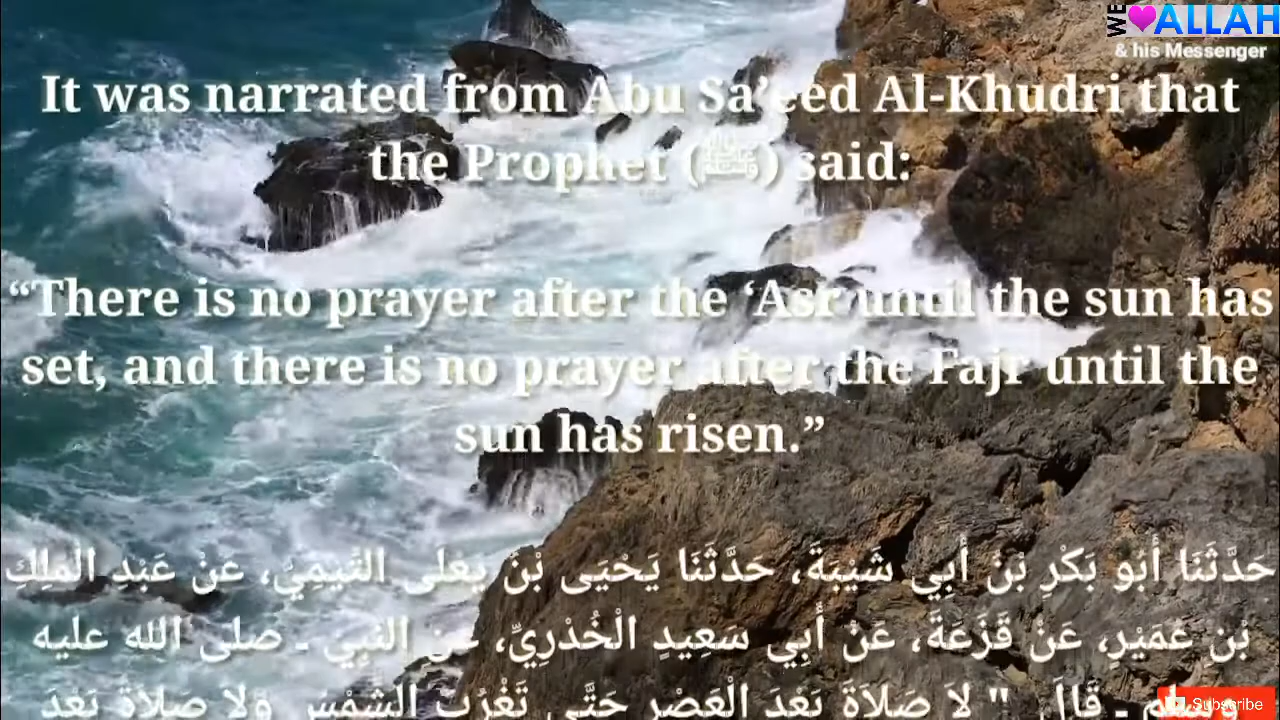 WE ♥ ALLAH
& his Messenger
It was narrated from Abu Sa’eed Al-Khudri that
the Prophet (ﷺ) said:
“There is no prayer after the ‘Asr until the sun has
set, and there is no prayer after the Fajr until the
sun has risen.”
حَدَّثَنَا أَبُو بَكْرِ بْنُ أَبِي شَيْبَةَ، حَدَّثَنَا يَحْيَى بْنُ يَعْلَى التَّيْمِيُّ، عَنْ عَبْدِ الْمَلِكِ
بْنِ عُمَيْرٍ، عَنْ قَزَعَةَ، عَنْ أَبِي سَعِيدٍ الْخُدْرِيِّ، عَنِ النَّبِيِّ ـ صلى الله عليه
وسلم ـ قَالَ ‏"‏ لاَ صَلاَةَ بَعْدَ الْعَصْرِ حَتَّى تَغْرُبَ الشَّمْسُ وَلاَ صَلاَةَ بَعْدَ
Subscribe